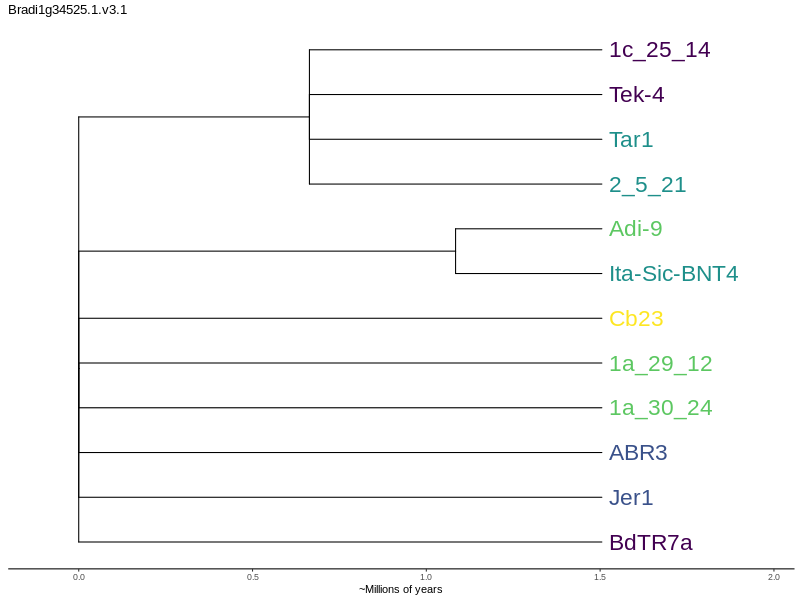 Bradi1g34525.1.v3.1
1c_25_14
Tek-4
Tar1
2_5_21
Adi-9
Ita-Sic-BNT4
Cb23
1a_29_12
1a_30_24
ABR3
Jer1
BdTR7a
0.0 0.5 1.0 1.5 2.0
~Millions of years